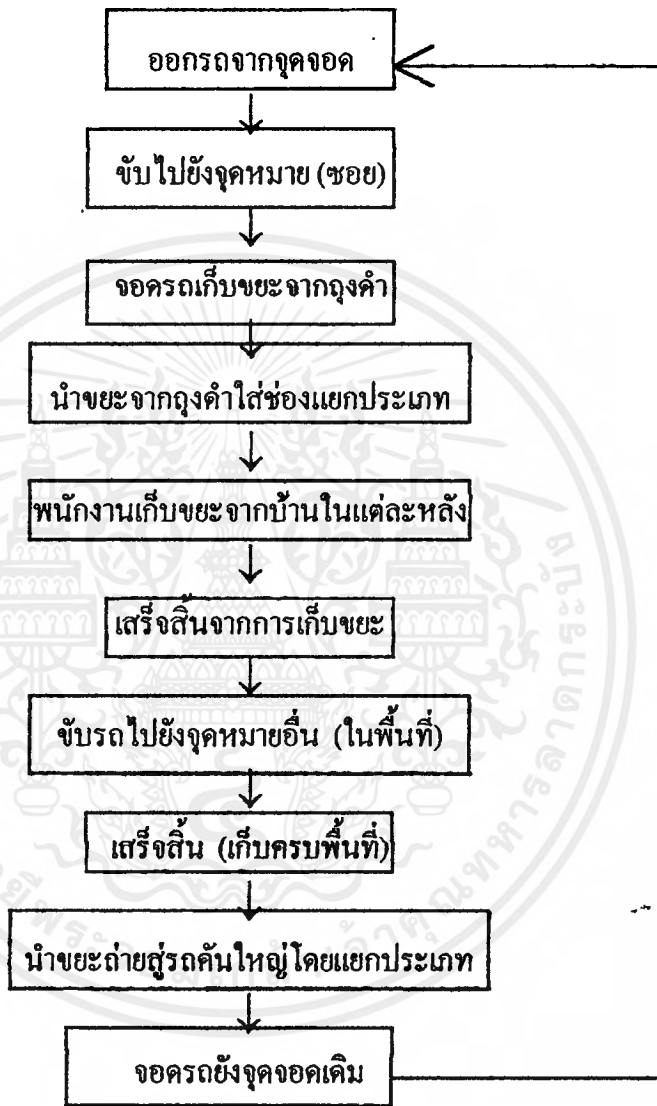 ออกรถจากจุดจอด
ขับไปยังจุดหมาย (ซอย)
จอดรถเก็บขยะจากถุงดำ
นำขยะจากถุงดำใส่ช่องแยกประเภท
พนักงานเก็บขยะจากบ้านในแต่ละหลัง
เสร็จสิ้นจากการเก็บขยะ
ขับรถไปยังจุดหมายอื่น (ในพื้นที่)
เสร็จสิ้น (เก็บครบพื้นที่)
นำขยะถ่ายสู่รถคันใหญ่โดยแยกประเภท
จอดรถยังจุดจอดเดิม